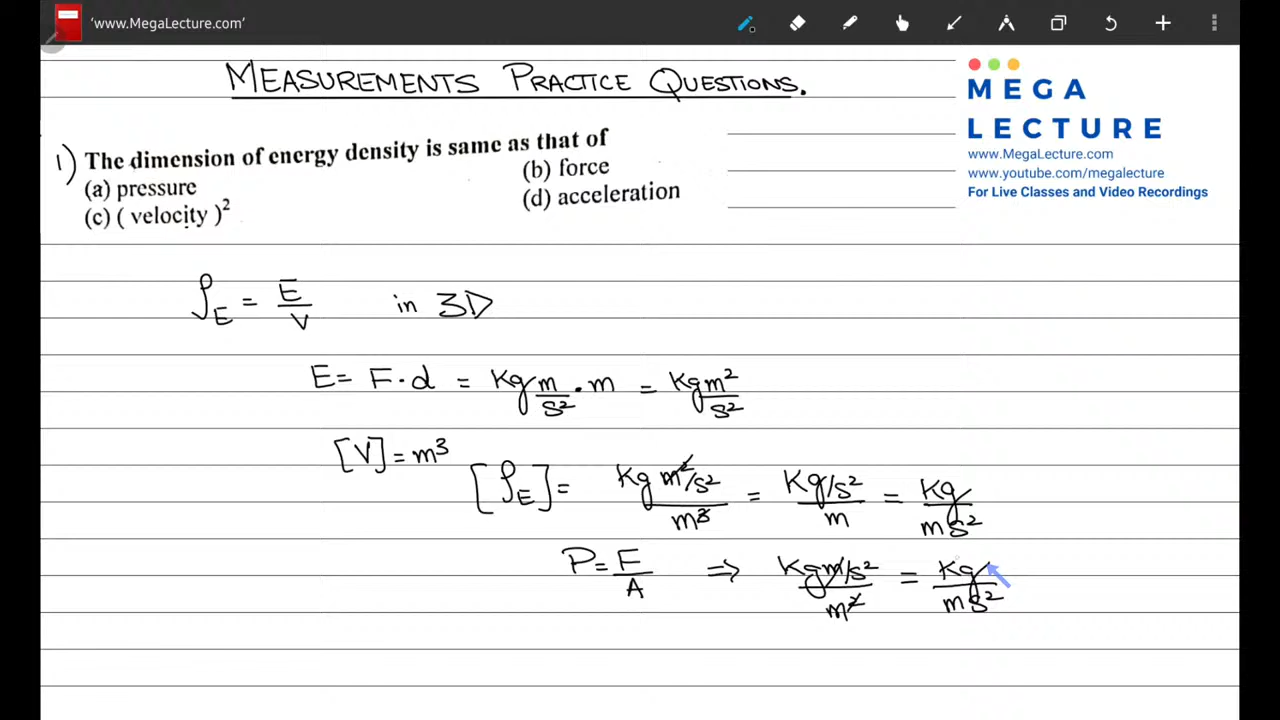 ‘www.MegaLecture.com’
MEASUREMENTS PRACTICE QUESTIONS.
MEGA
LECTURE
www.MegaLecture.com
www.youtube.com/megalecture
For Live Classes and Video Recordings
1) The dimension of energy density is same as that of
(a) pressure (b) force
(c) ( velocity )² (d) acceleration
ρ_E = E/V in 3D
E = F · d = Kg m/s² · m = Kg m²/s²
[V] = m³
[ρ_E] = (Kg m²/s²)/m³ = (Kg/s²)/m = Kg/(m s²)
P = F/A ⇒ (Kg m/s²)/m² = Kg/(m s²)